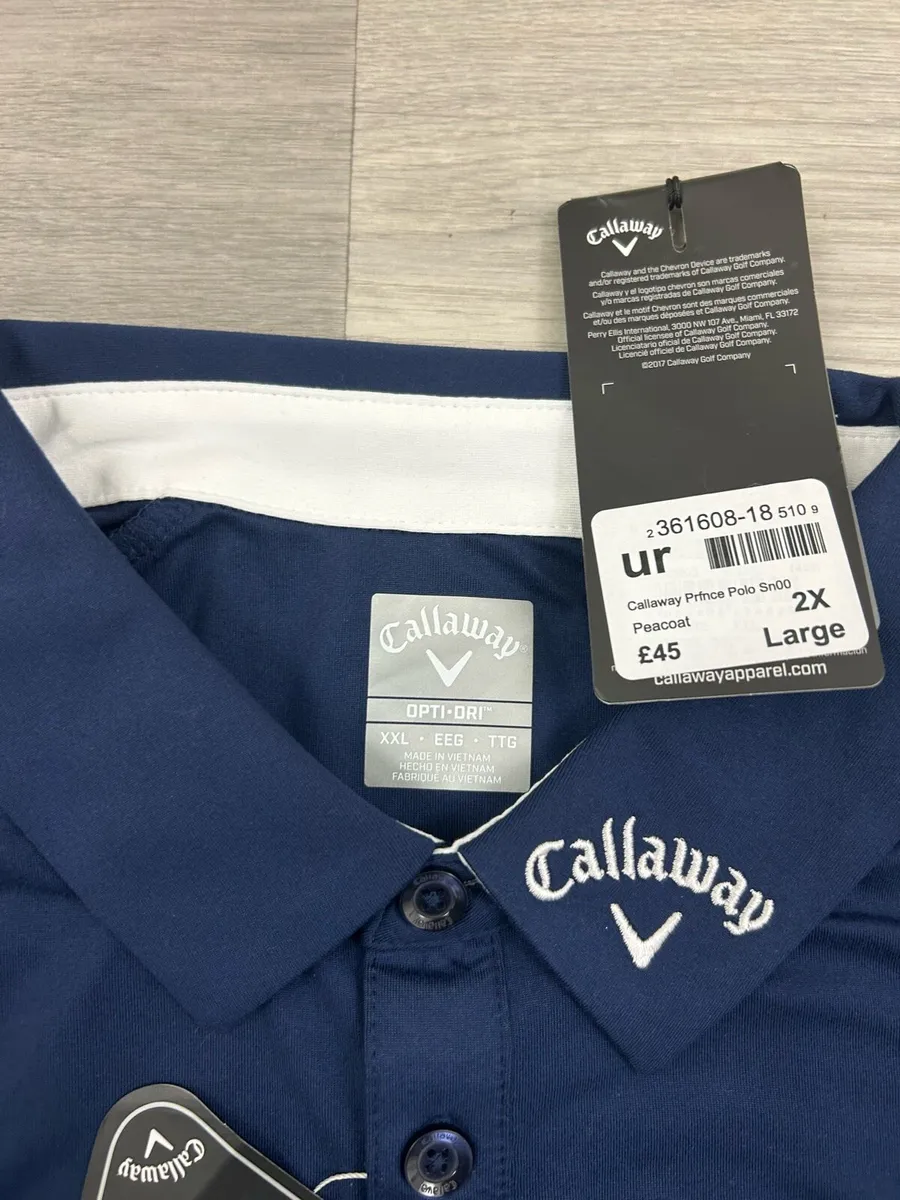 Callaway
Callaway and the Chevron Device are trademarks
and/or registered trademarks of Callaway Golf Company.
Callaway y el logotipo chevron son marcas comerciales
y/o marcas registradas de Callaway Golf Company.
Callaway et le motif Chevron sont des marques commerciales
et/ou des marques déposées et Callaway Golf Company.
Perry Ellis International, 3000 NW 107 Ave., Miami, FL 33172
Official licensee of Callaway Golf Company.
Licenciatario oficial de Callaway Golf Company.
Licencié officiel de Callaway Golf Company
©2017 Callaway Golf Company
2 361608-18 510 9
ur
Callaway Prfnce Polo Sn00
Peacoat
2X
£45
Large
callawayapparel.com
Callaway®
OPTI•DRI™
XXL • EEG • TTG
MADE IN VIETNAM
HECHO EN VIETNAM
FABRIQUÉ AU VIETNAM
Callaway
Callaway